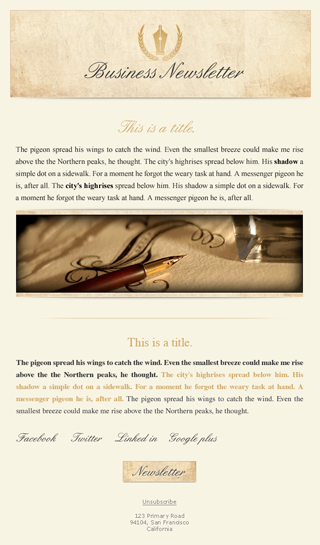 Business Newsletter
This is a title.
The pigeon spread his wings to catch the wind. Even the smallest breeze could make me rise
above the the Northern peaks, he thought. The city's highrises spread below him. His shadow a
simple dot on a sidewalk. For a moment he forgot the weary task at hand. A messenger pigeon he
is, after all. The city's highrises spread below him. His shadow a simple dot on a sidewalk. For
a moment he forgot the weary task at hand. A messenger pigeon he is, after all.
This is a title.
The pigeon spread his wings to catch the wind. Even the smallest breeze could make me rise
above the the Northern peaks, he thought. The city's highrises spread below him. His
shadow a simple dot on a sidewalk. For a moment he forgot the weary task at hand. A
messenger pigeon he is, after all. The pigeon spread his wings to catch the wind. Even the
smallest breeze could make me rise above the the Northern peaks, he thought.
Facebook Twitter Linked in Google plus
Newsletter
Unsubscribe
123 Primary Road
94104, San Francisco
California